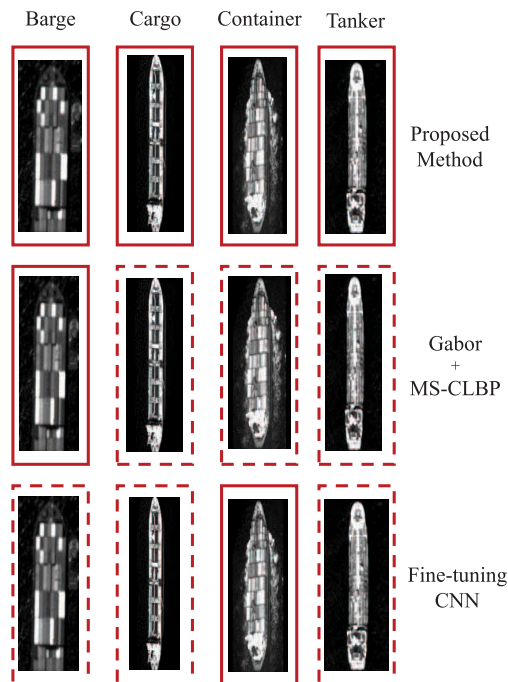 Barge Cargo Container Tanker
Proposed
Method
Gabor
+
MS-CLBP
Fine-tuning
CNN